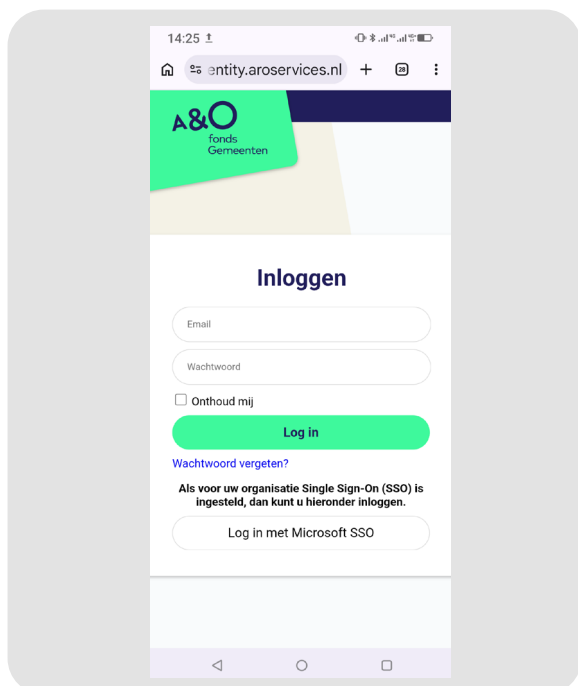 14:25
entity.aroservices.nl
28
A&O
fonds
Gemeenten
Inloggen
Email
Wachtwoord
Onthoud mij
Log in
Wachtwoord vergeten?
Als voor uw organisatie Single Sign-On (SSO) is
ingesteld, dan kunt u hieronder inloggen.
Log in met Microsoft SSO